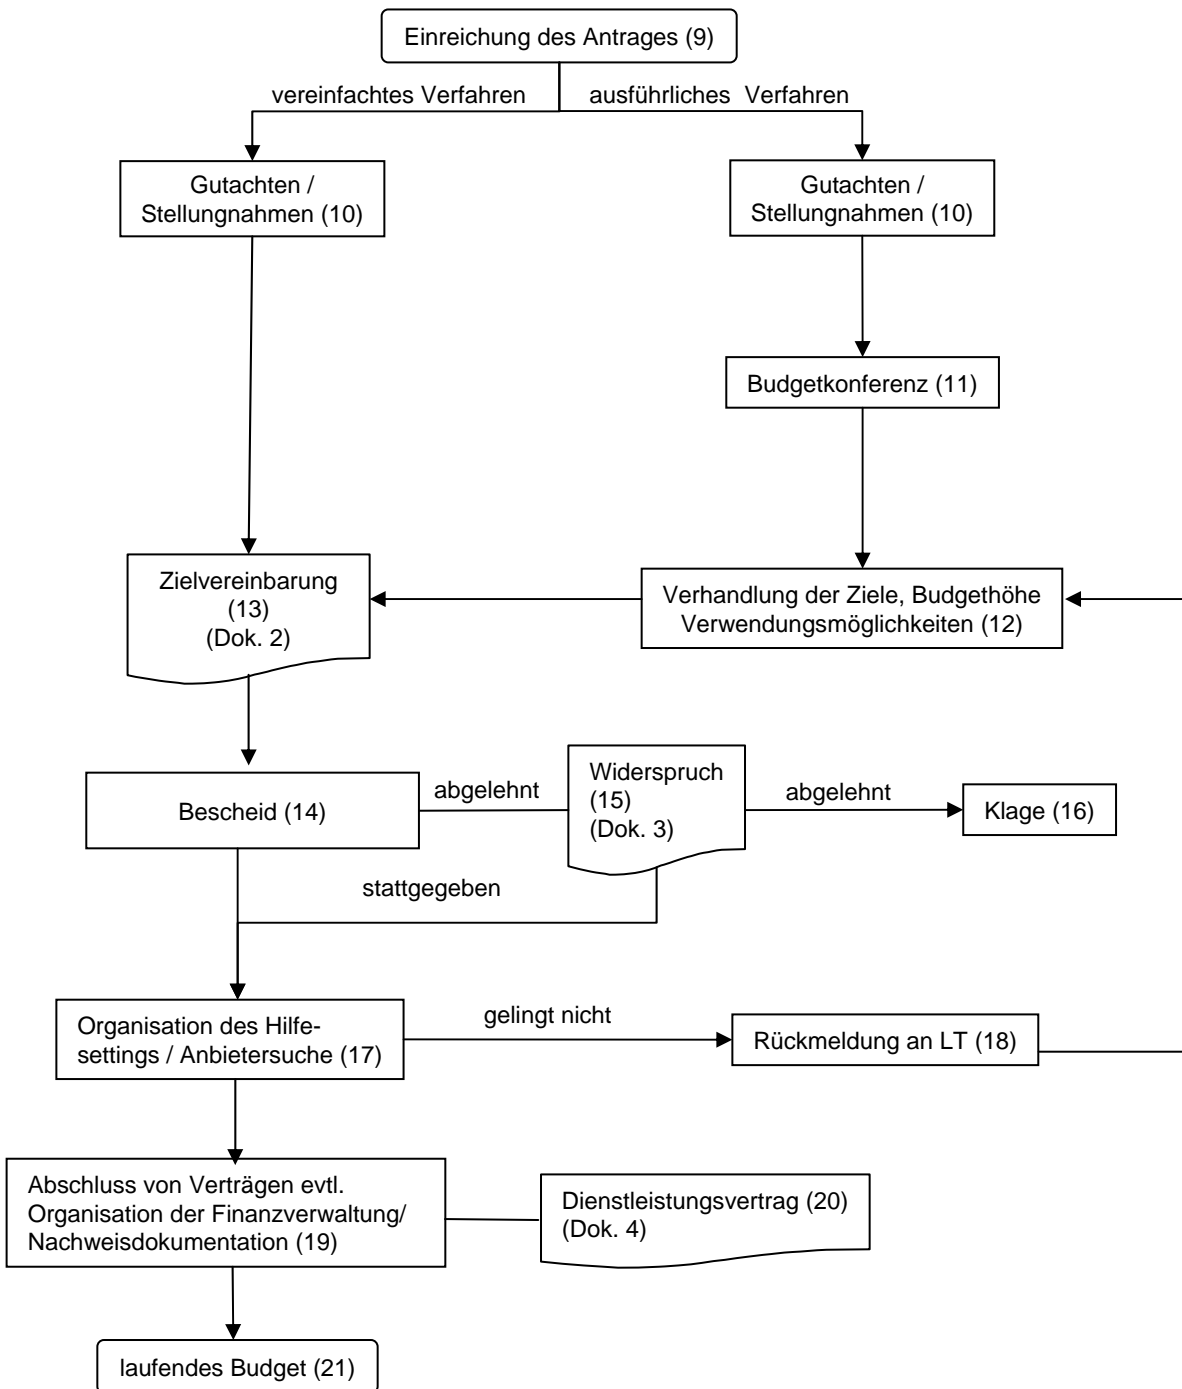 Einreichung des Antrages (9)
vereinfachtes Verfahren
ausführliches Verfahren
Gutachten /
Stellungnahmen (10)
Gutachten /
Stellungnahmen (10)
Budgetkonferenz (11)
Zielvereinbarung
(13)
(Dok. 2)
Verhandlung der Ziele, Budgethöhe
Verwendungsmöglichkeiten (12)
Bescheid (14)
abgelehnt
Widerspruch
(15)
(Dok. 3)
abgelehnt
Klage (16)
stattgegeben
Organisation des Hilfe-
settings / Anbietersuche (17)
gelingt nicht
Rückmeldung an LT (18)
Abschluss von Verträgen evtl.
Organisation der Finanzverwaltung/
Nachweisdokumentation (19)
Dienstleistungsvertrag (20)
(Dok. 4)
laufendes Budget (21)